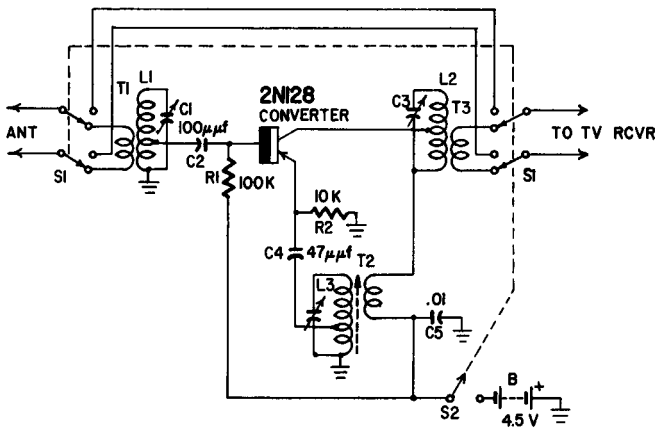 T1
L1
C1
100μμf
C2
R1
100K
ANT
S1
2N128
CONVERTER
C3
L2
T3
TO TV RCVR
S1
10K
R2
C4
47μμf
T2
L3
.01
C5
S2
B
+
4.5 V